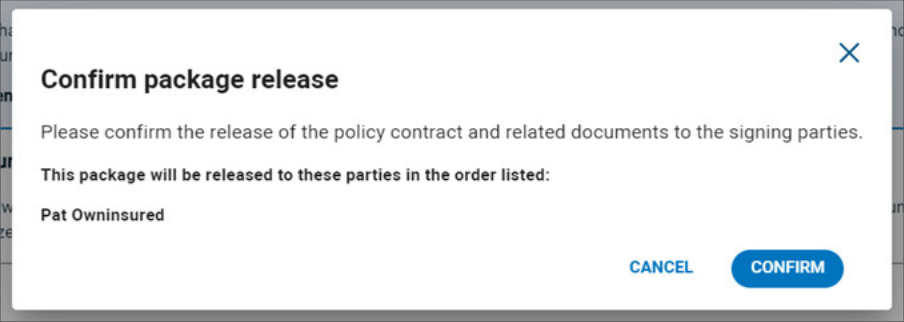 Confirm package release
Please confirm the release of the policy contract and related documents to the signing parties.
This package will be released to these parties in the order listed:
Pat Owninsured
CANCEL
CONFIRM